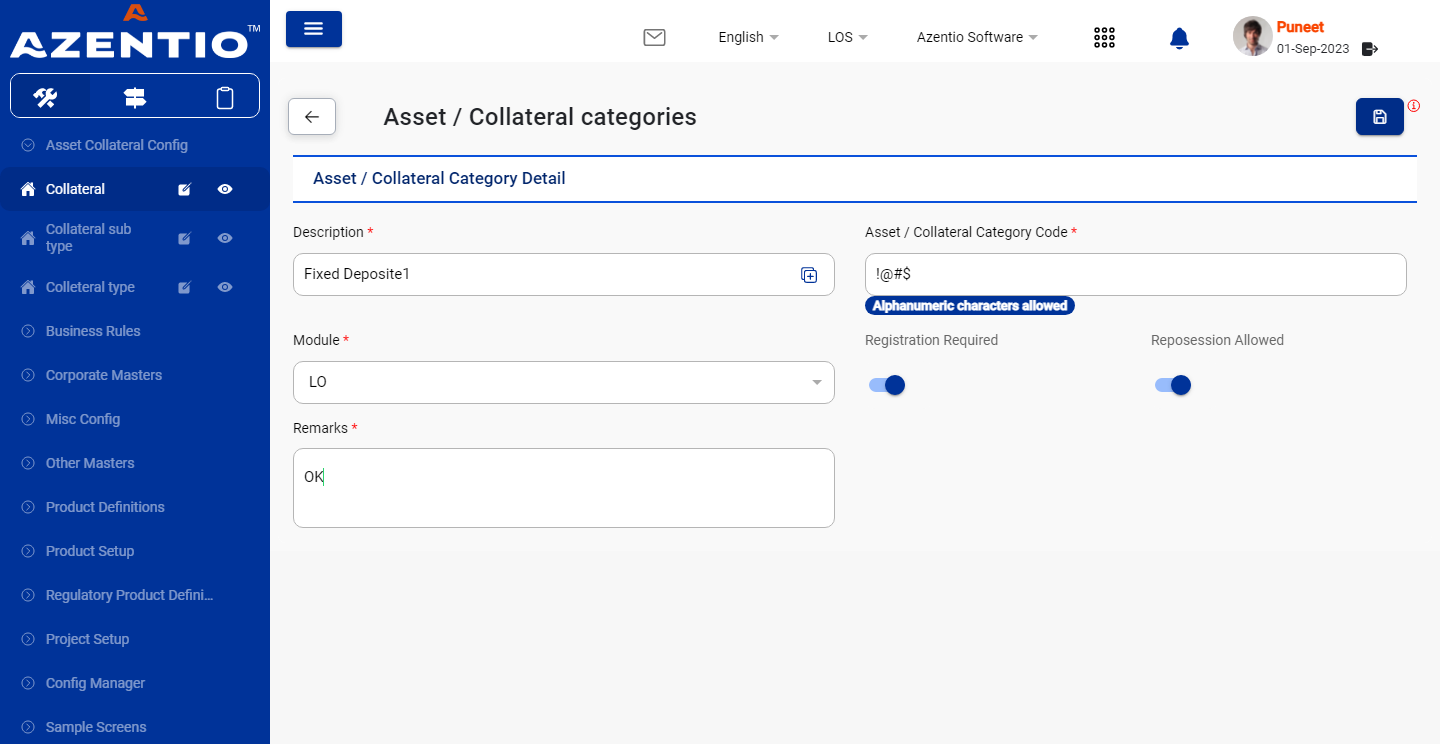 AZENTIO TM
English
LOS
Azentio Software
Puneet
01-Sep-2023
Asset Collateral Config
Collateral
Collateral sub
type
Colleteral type
Business Rules
Corporate Masters
Misc Config
Other Masters
Product Definitions
Product Setup
Regulatory Product Defini...
Project Setup
Config Manager
Sample Screens
Asset / Collateral categories
Asset / Collateral Category Detail
Description *
Fixed Deposite1
Asset / Collateral Category Code *
!@#$
Alphanumeric characters allowed
Module *
LO
Registration Required
Reposession Allowed
Remarks *
OK